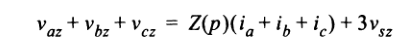 v_az + v_bz + v_cz = Z(p)(i_a + i_b + i_c) + 3v_sz